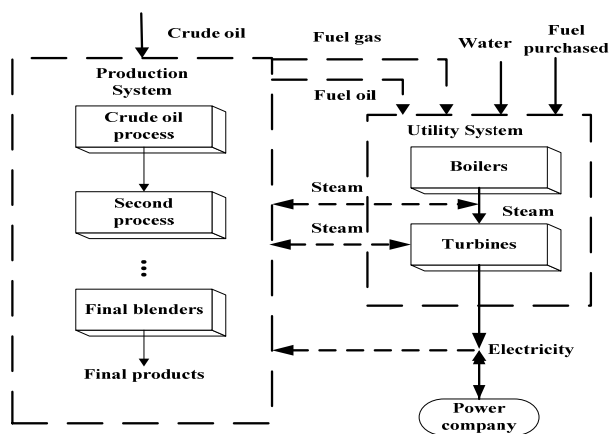 Crude oil
Production
System
Crude oil
process
Second
process
Final blenders
Final products
Fuel gas
Fuel oil
Water
Fuel
purchased
Utility System
Boilers
Steam
Steam
Turbines
Steam
Electricity
Power
company